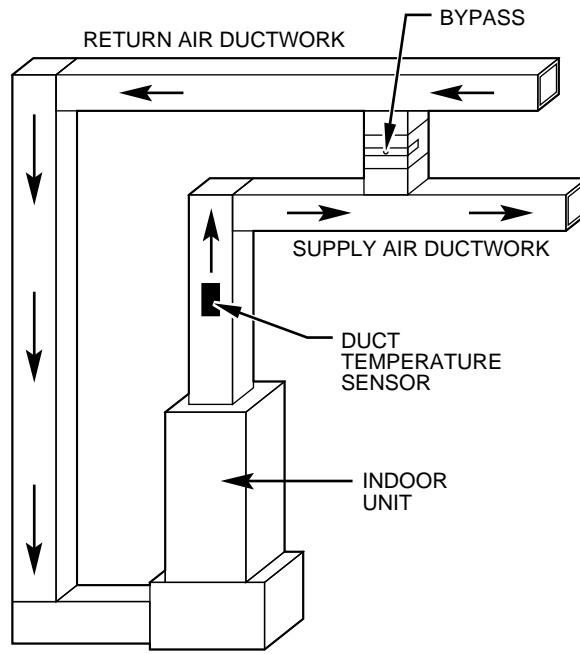 BYPASS
RETURN AIR DUCTWORK
SUPPLY AIR DUCTWORK
DUCT
TEMPERATURE
SENSOR
INDOOR
UNIT